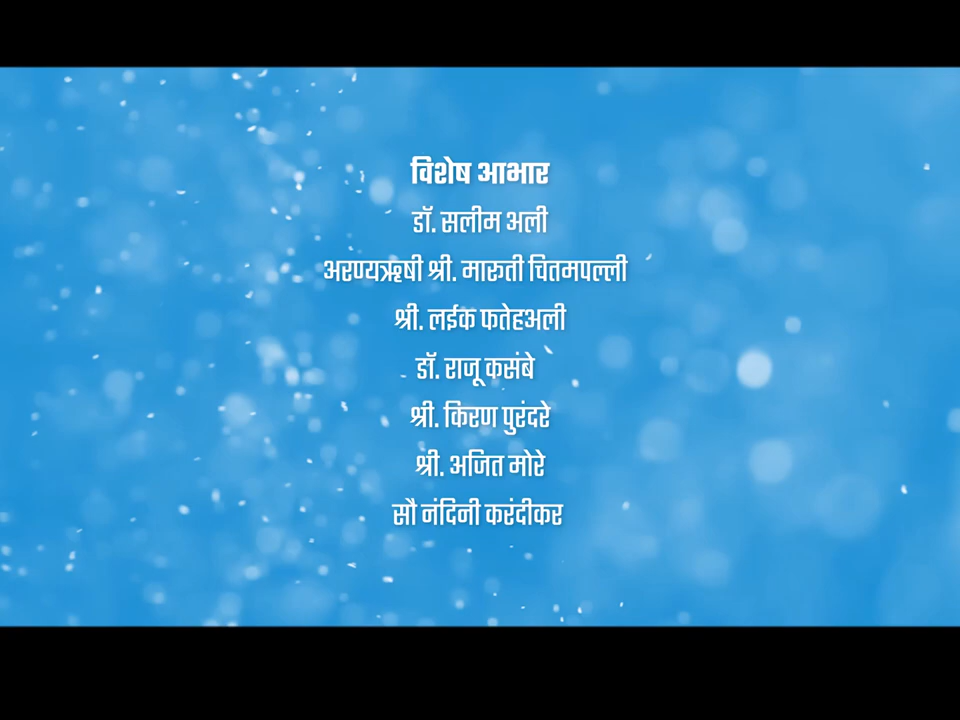 विशेष आभार
डॉ. सलीम अली
अरण्यऋषी श्री. मारूती चितमपल्ली
श्री. लईक फतेहअली
डॉ. राजू कसंबे
श्री. किरण पुरंदरे
श्री. अजित मोरे
सौ नंदिनी करंदीकर